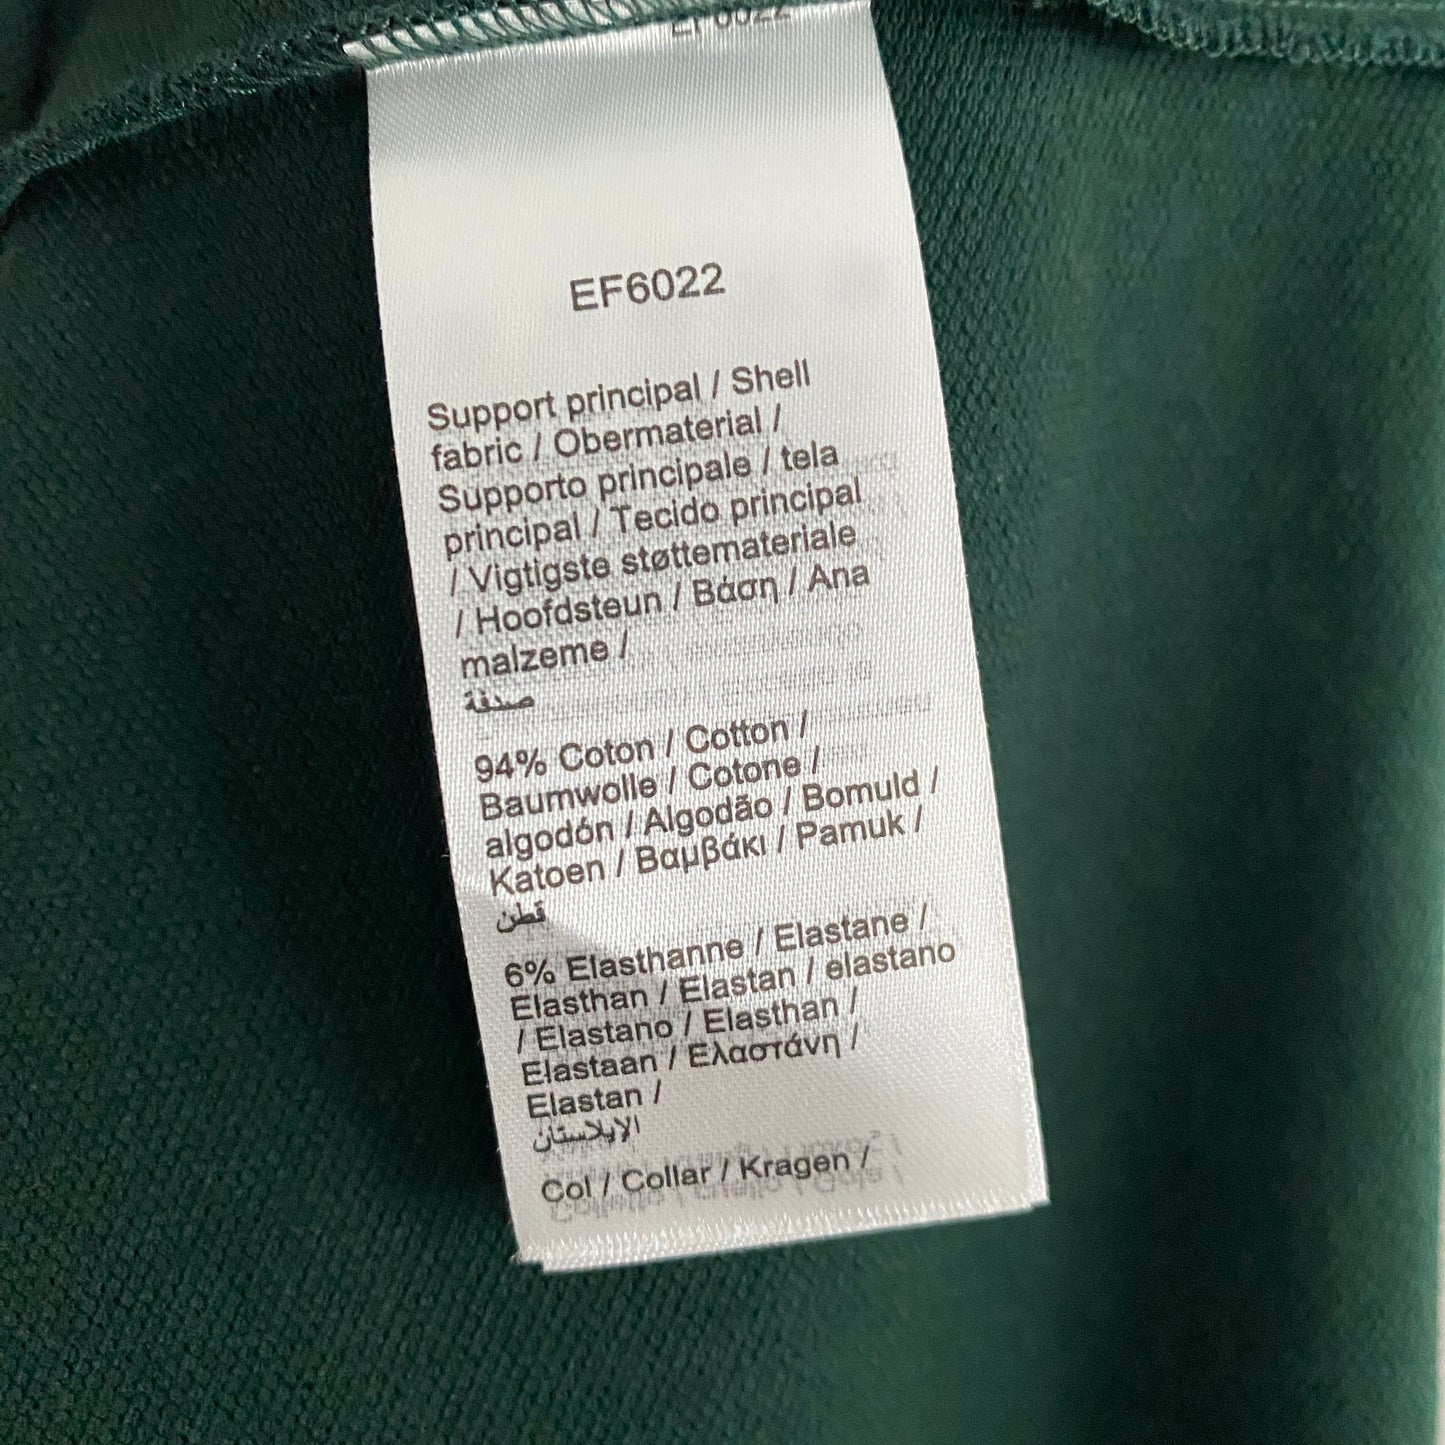 EF6022
EF6022
Support principal / Shell
fabric / Obermaterial /
Supporto principale / tela
principal / Tecido principal
/ Vigtigste støttemateriale
/ Hoofdsteun / Βάση / Ana
malzeme /
صدفة
94% Coton / Cotton /
Baumwolle / Cotone /
algodón / Algodão / Bomuld /
Katoen / Βαμβάκι / Pamuk /
قطن
6% Elasthanne / Elastane /
Elasthan / Elastan / elastano
/ Elastano / Elasthan /
Elastaan / Ελαστάνη /
Elastan /
الإيلاستان
Col / Collar / Kragen /